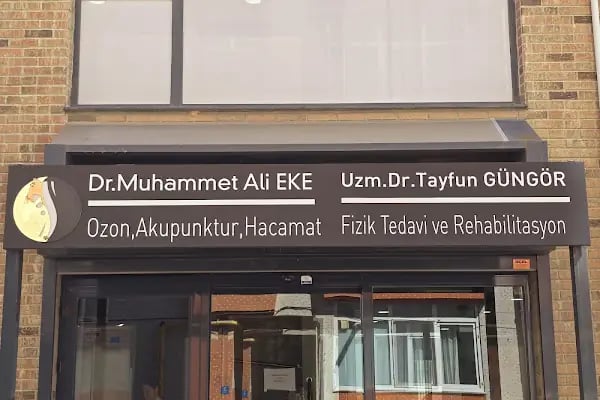 Dr.Muhammet Ali EKE
Ozon,Akupunktur,Hacamat
Uzm.Dr.Tayfun GÜNGÖR
Fizik Tedavi ve Rehabilitasyon